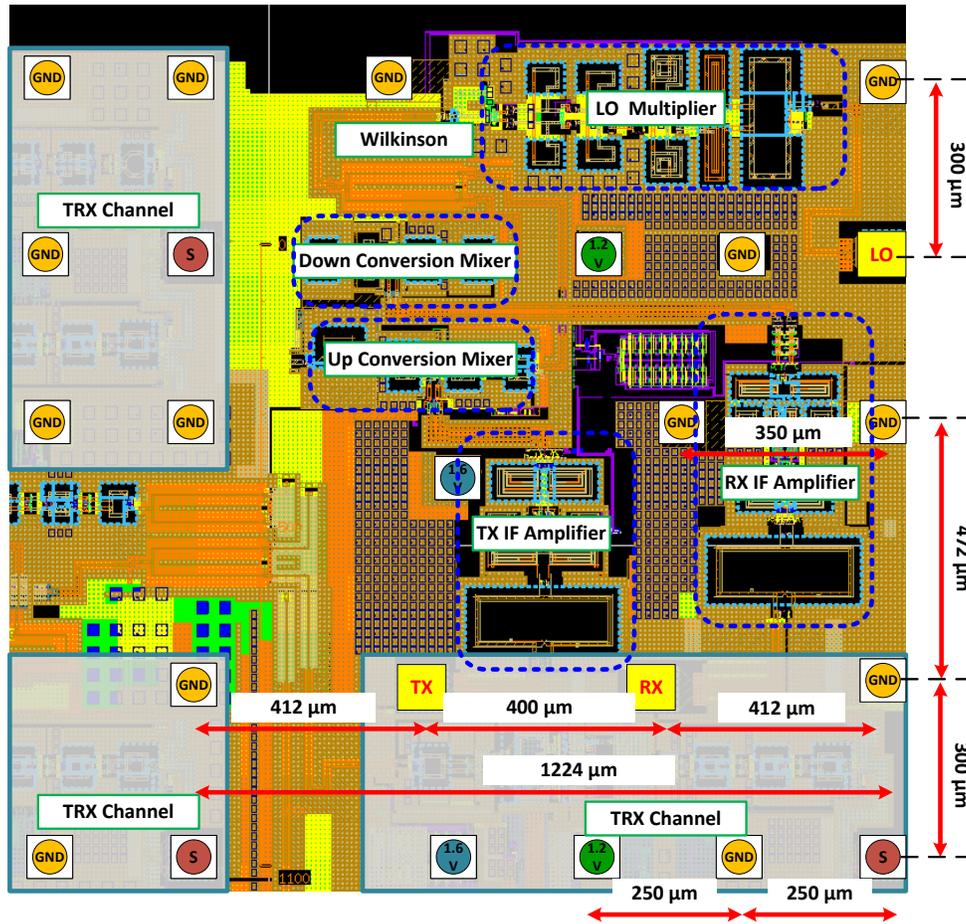 GND
GND
GND
GND
LO Multiplier
Wilkinson
300 µm
TRX Channel
GND
S
Down Conversion Mixer
1.2
V
GND
LO
Up Conversion Mixer
GND
GND
GND
GND
350 µm
1.6
V
RX IF Amplifier
TX IF Amplifier
472 µm
GND
TX
RX
GND
412 µm
400 µm
412 µm
1224 µm
300 µm
TRX Channel
TRX Channel
GND
S
1.6
V
1.2
V
GND
S
1100
250 µm
250 µm